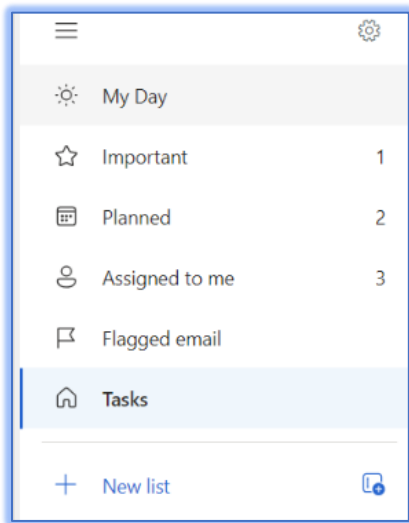 My Day
Important 1
Planned 2
Assigned to me 3
Flagged email
Tasks
New list